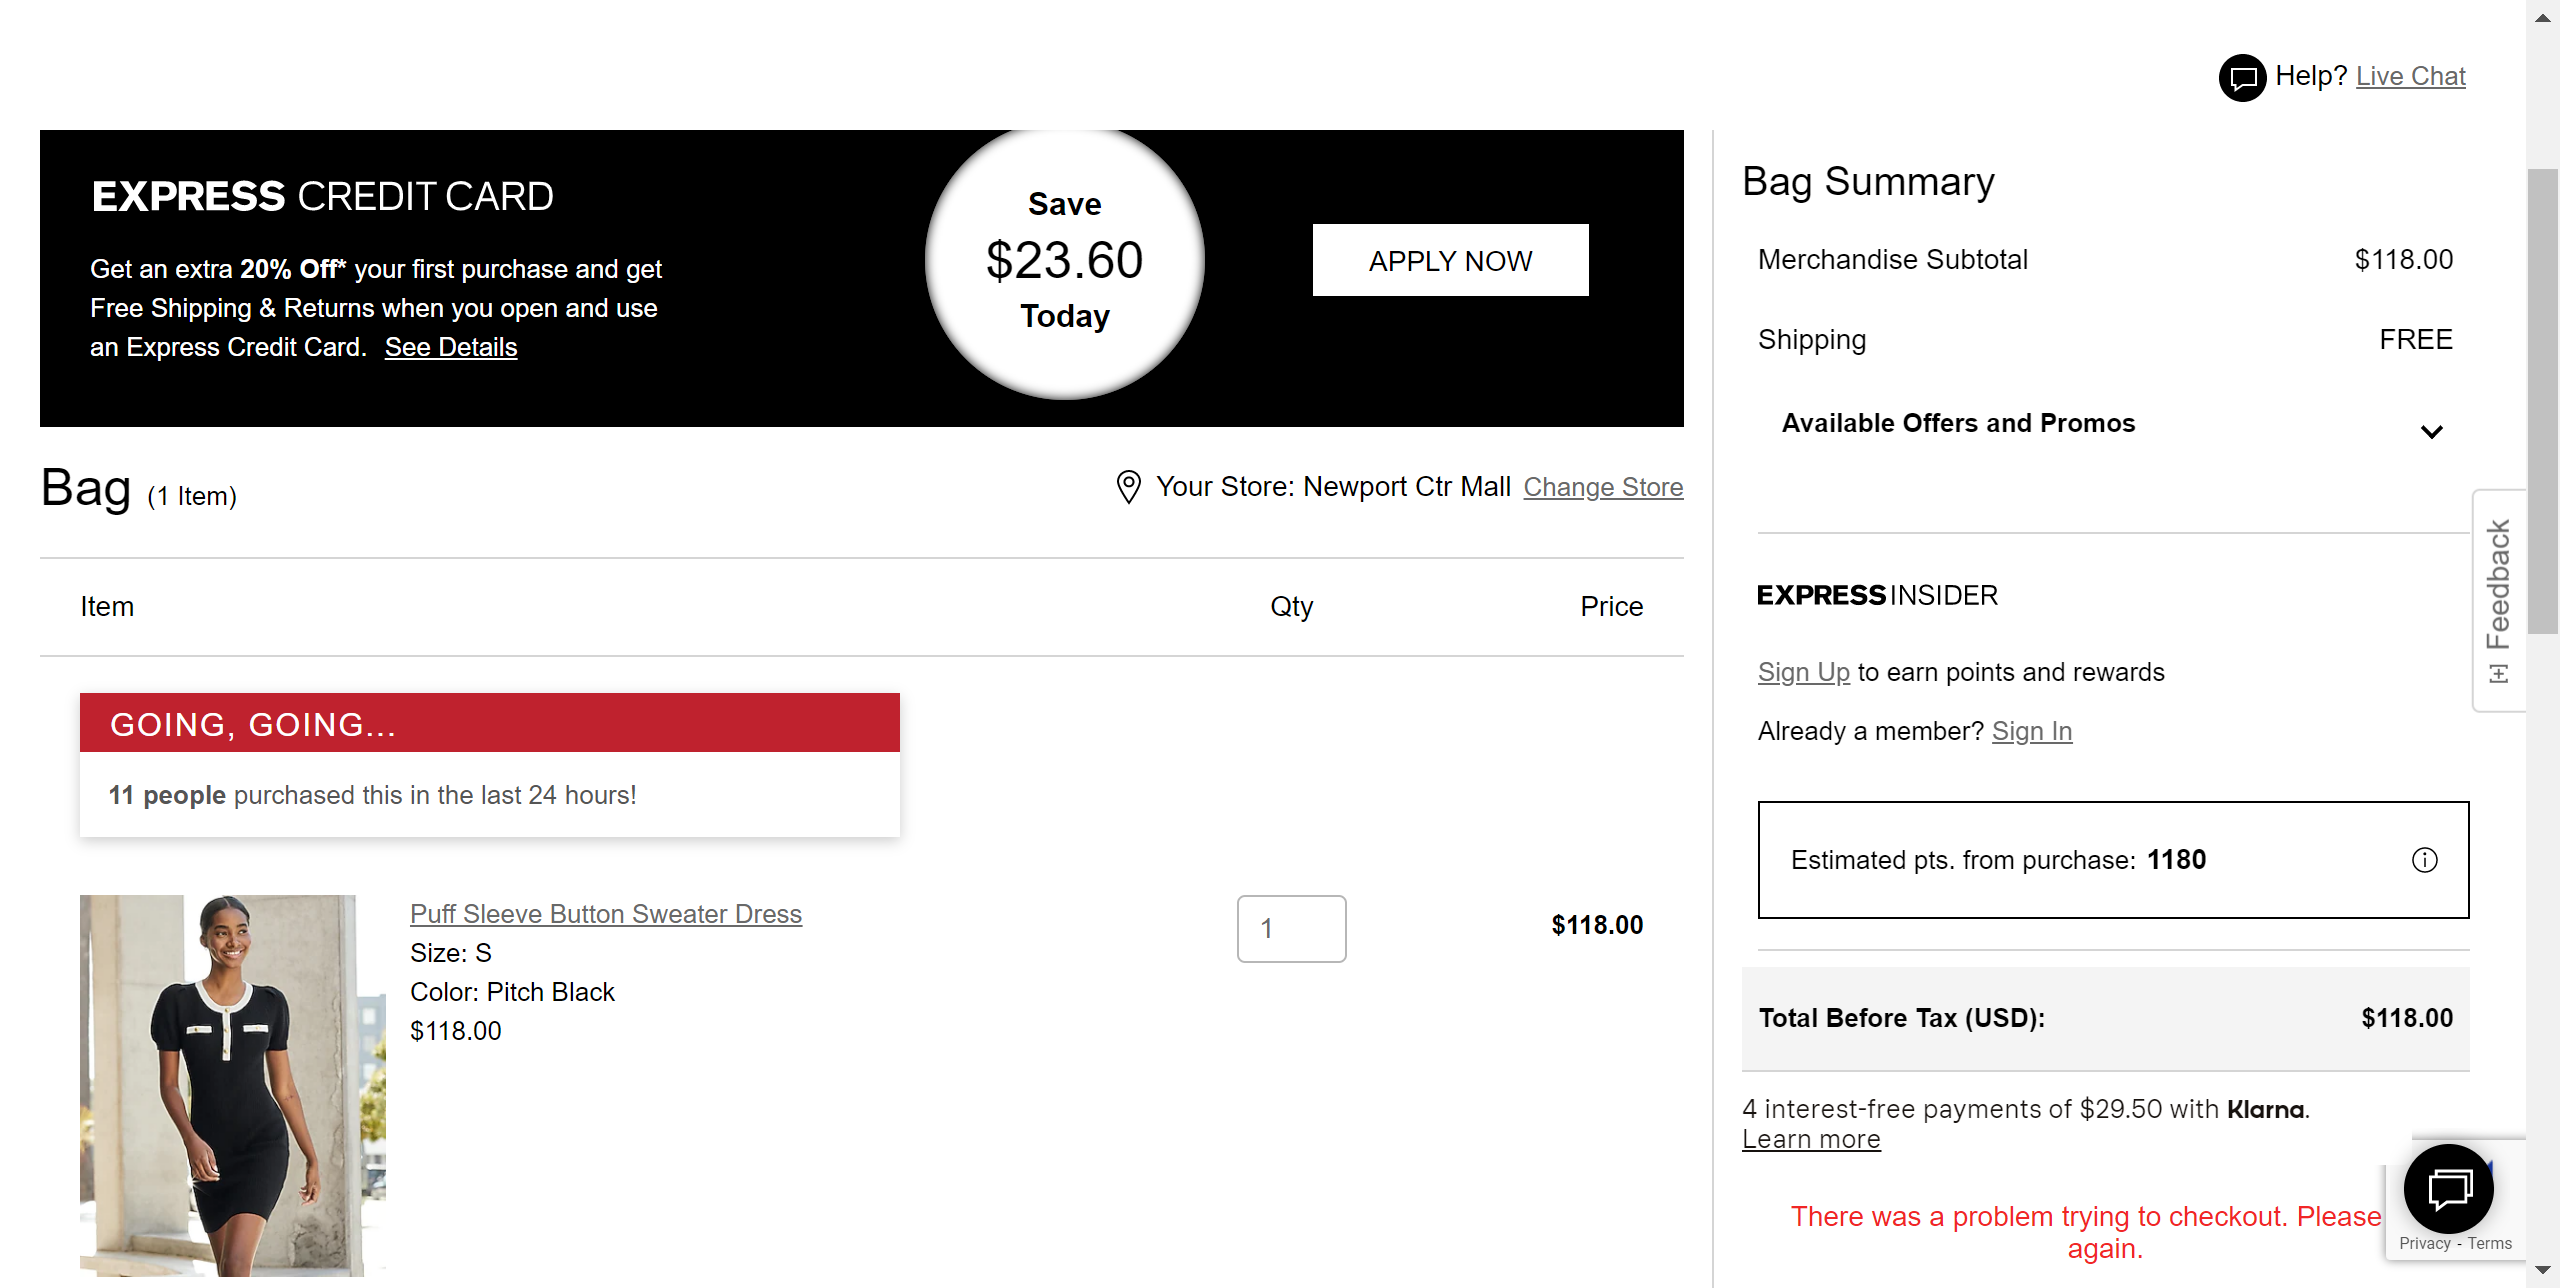 Help? Live Chat
EXPRESS CREDIT CARD
Get an extra 20% Off* your first purchase and get
Free Shipping & Returns when you open and use
an Express Credit Card. See Details
Save
$23.60
Today
APPLY NOW
Bag (1 Item)
Your Store: Newport Ctr Mall Change Store
Item Qty Price
GOING, GOING...
11 people purchased this in the last 24 hours!
Puff Sleeve Button Sweater Dress
Size: S
Color: Pitch Black
$118.00
1
$118.00
Bag Summary
Merchandise Subtotal $118.00
Shipping FREE
Available Offers and Promos
EXPRESS INSIDER
Sign Up to earn points and rewards
Already a member? Sign In
Estimated pts. from purchase: 1180
Total Before Tax (USD): $118.00
4 interest-free payments of $29.50 with Klarna.
Learn more
There was a problem trying to checkout. Please
again.
[+] Feedback
Privacy - Terms